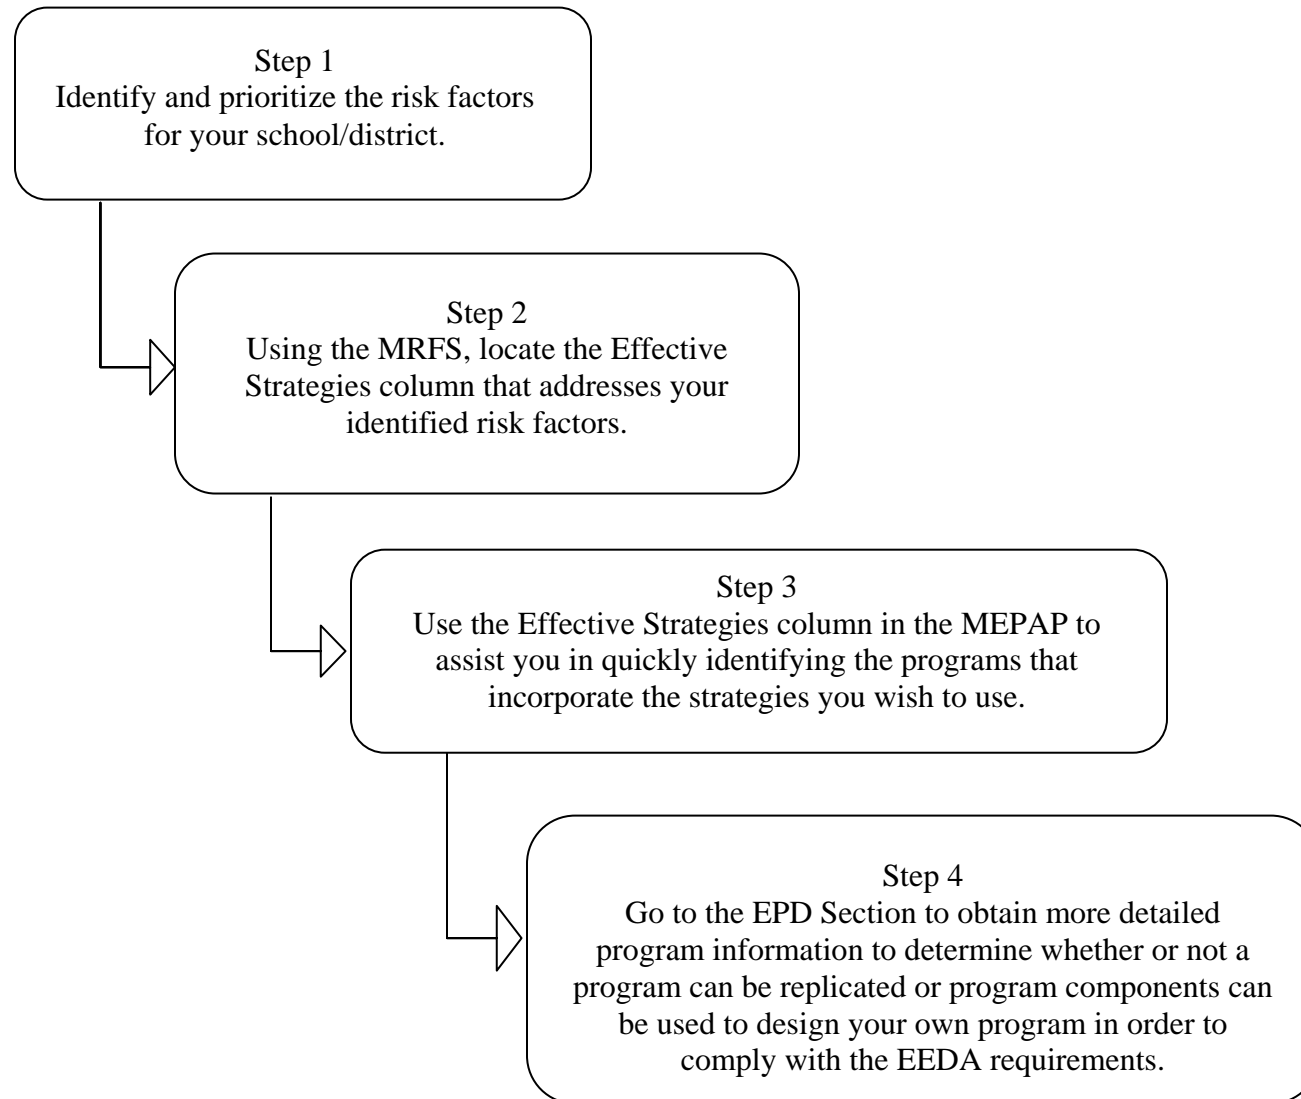 Step 1
Identify and prioritize the risk factors
for your school/district.
Step 2
Using the MRFS, locate the Effective
Strategies column that addresses your
identified risk factors.
Step 3
Use the Effective Strategies column in the MEPAP to
assist you in quickly identifying the programs that
incorporate the strategies you wish to use.
Step 4
Go to the EPD Section to obtain more detailed
program information to determine whether or not a
program can be replicated or program components can
be used to design your own program in order to
comply with the EEDA requirements.